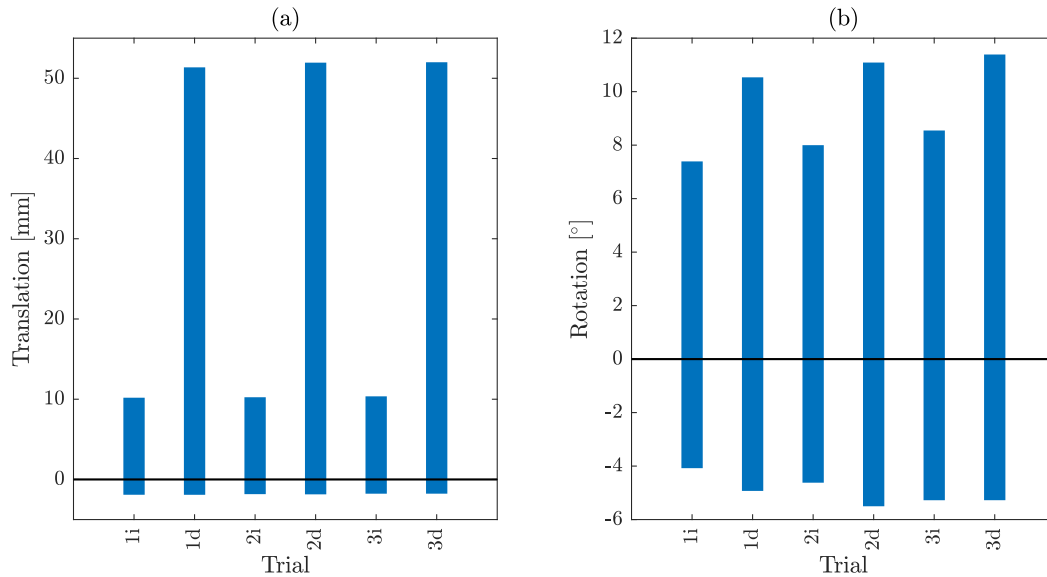 (a)
Translation [mm]
50
40
30
20
10
0
1i
1d
2i
2d
3i
3d
Trial
(b)
Rotation [°]
12
10
8
6
4
2
0
-2
-4
-6
1i
1d
2i
2d
3i
3d
Trial